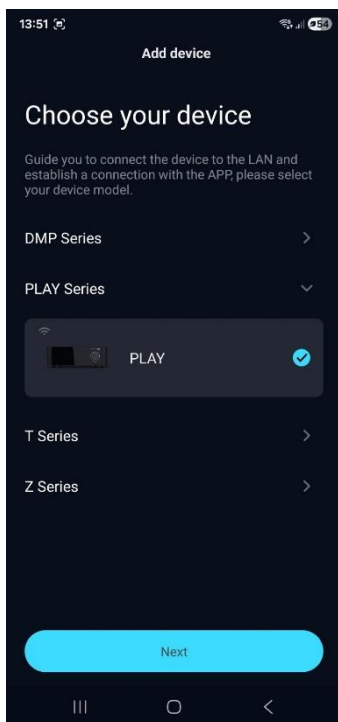 13:51
54
Add device
Choose your device
Guide you to connect the device to the LAN and
establish a connection with the APP, please select
your device model.
DMP Series
PLAY Series
PLAY
T Series
Z Series
Next